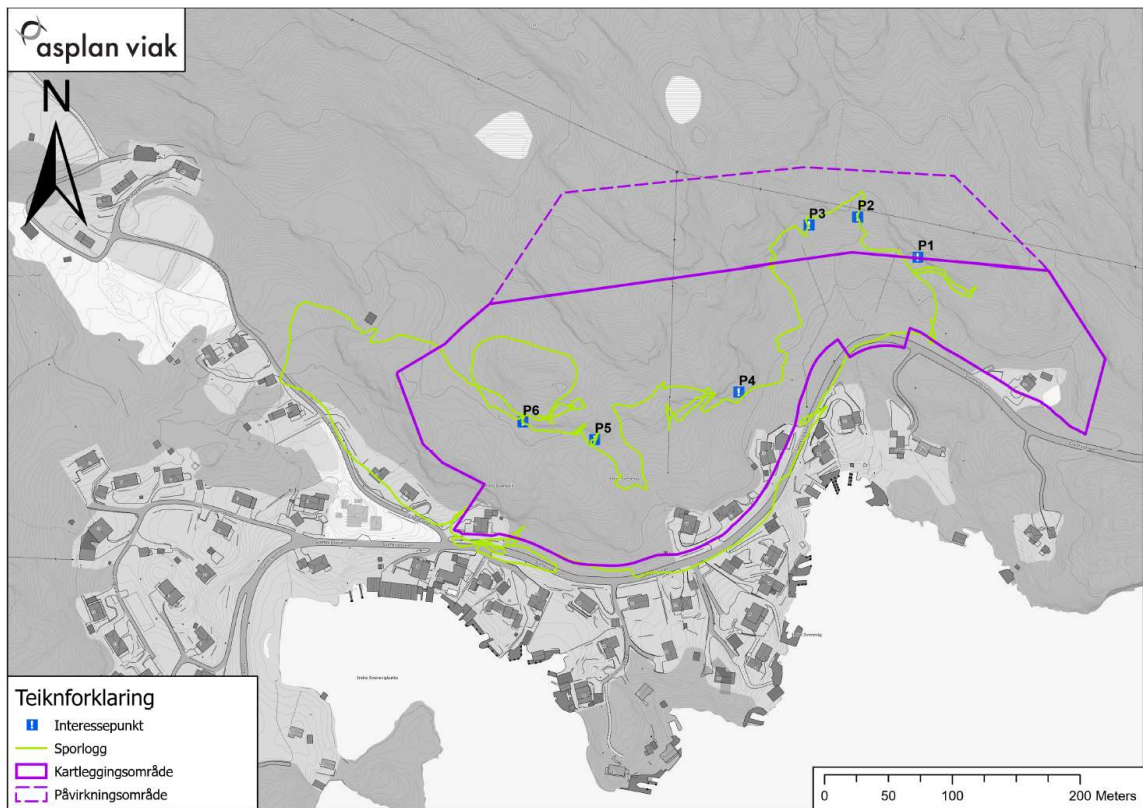 asplan viak
N
P3
P2
P1
P4
P6
P5
Teiknforklaring
Interessepunkt
Sporlogg
Kartleggingsområde
Påvirkningsområde
0 50 100 200 Meters